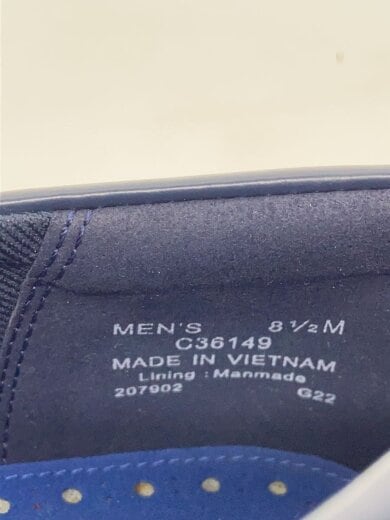 MEN'S 8 ½ M
C36149
MADE IN VIETNAM
Lining : Manmade
207902 G22